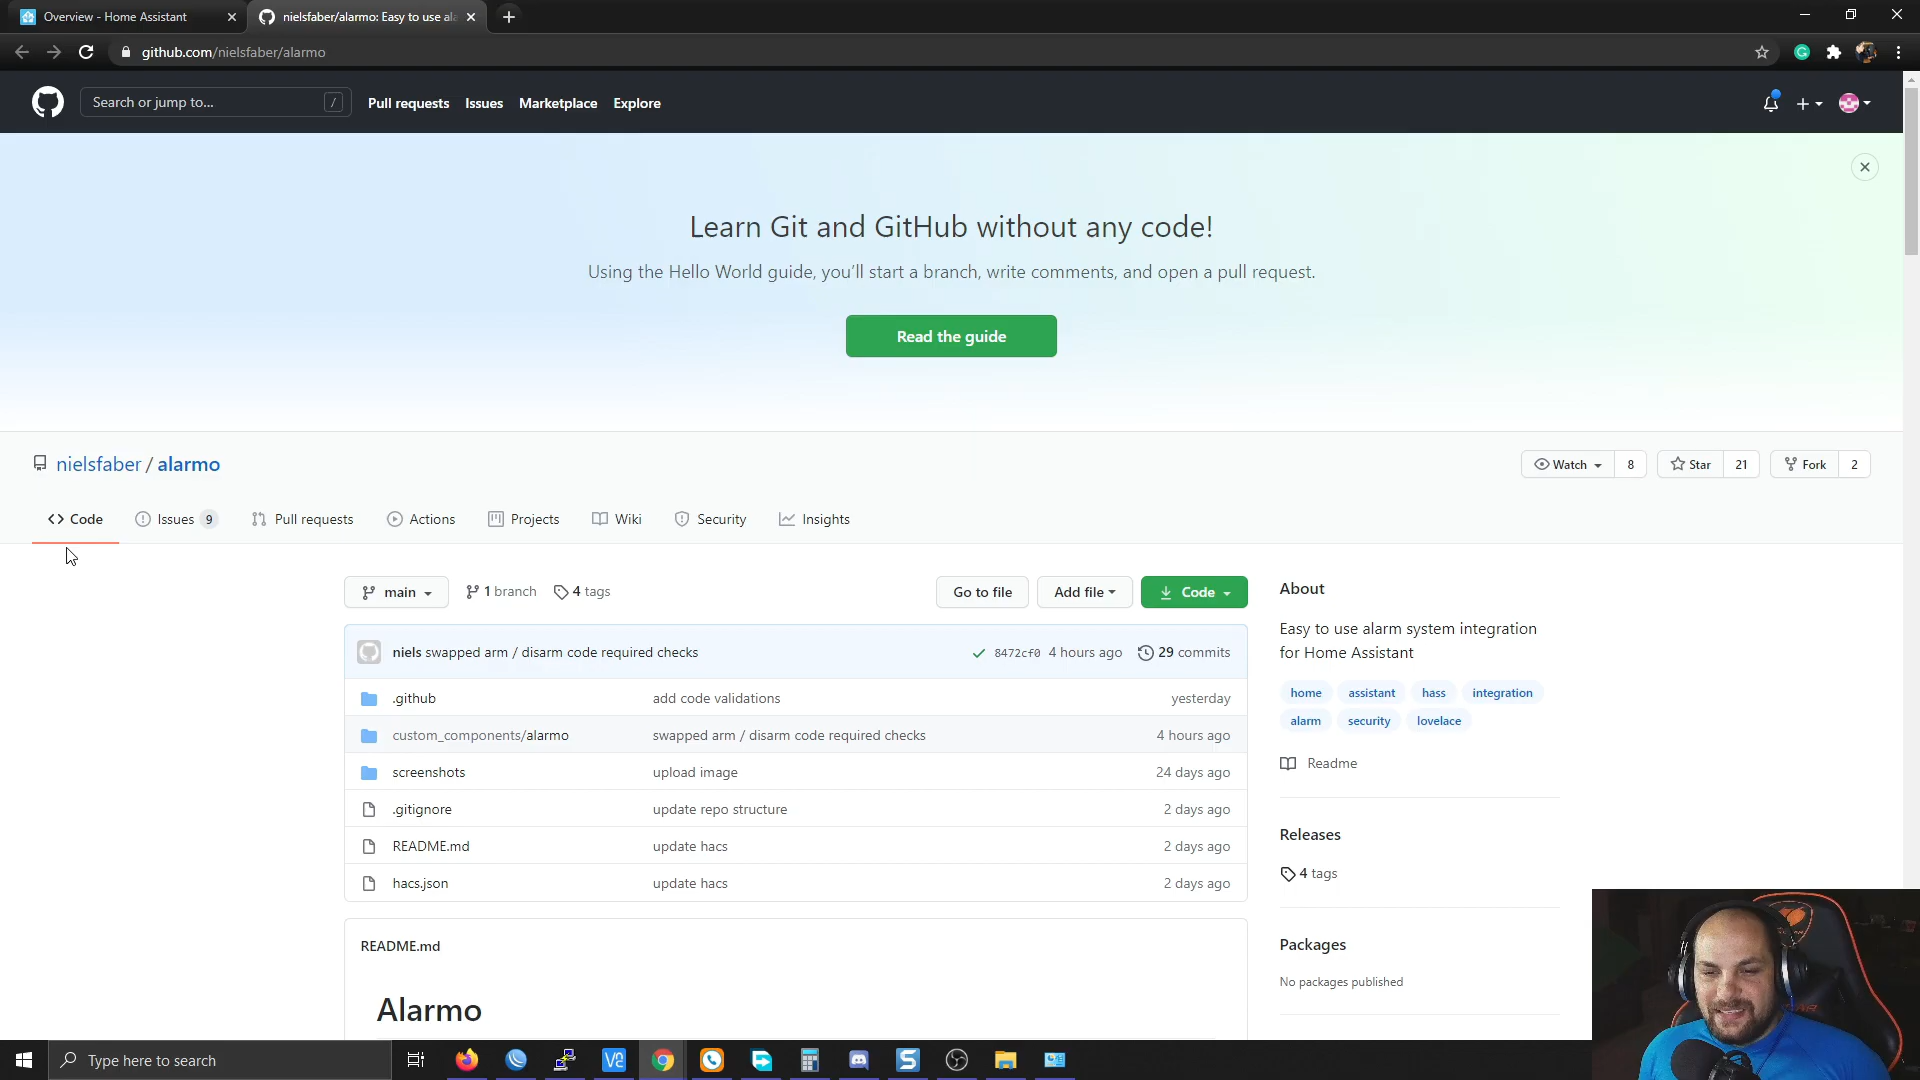 Overview - Home Assistant
nielsfaber/alarmo: Easy to use ala
github.com/nielsfaber/alarmo
Search or jump to...
/
Pull requests
Issues
Marketplace
Explore
Learn Git and GitHub without any code!
Using the Hello World guide, you’ll start a branch, write comments, and open a pull request.
Read the guide
nielsfaber / alarmo
Watch
8
Star
21
Fork
2
Code
Issues 9
Pull requests
Actions
Projects
Wiki
Security
Insights
main
1 branch
4 tags
Go to file
Add file
Code
niels swapped arm / disarm code required checks
8472cf0 4 hours ago
29 commits
.github
add code validations
yesterday
custom_components/alarmo
swapped arm / disarm code required checks
4 hours ago
screenshots
upload image
24 days ago
.gitignore
update repo structure
2 days ago
README.md
update hacs
2 days ago
hacs.json
update hacs
2 days ago
README.md
Alarmo
About
Easy to use alarm system integration
for Home Assistant
home
assistant
hass
integration
alarm
security
lovelace
Readme
Releases
4 tags
Packages
No packages published
Type here to search